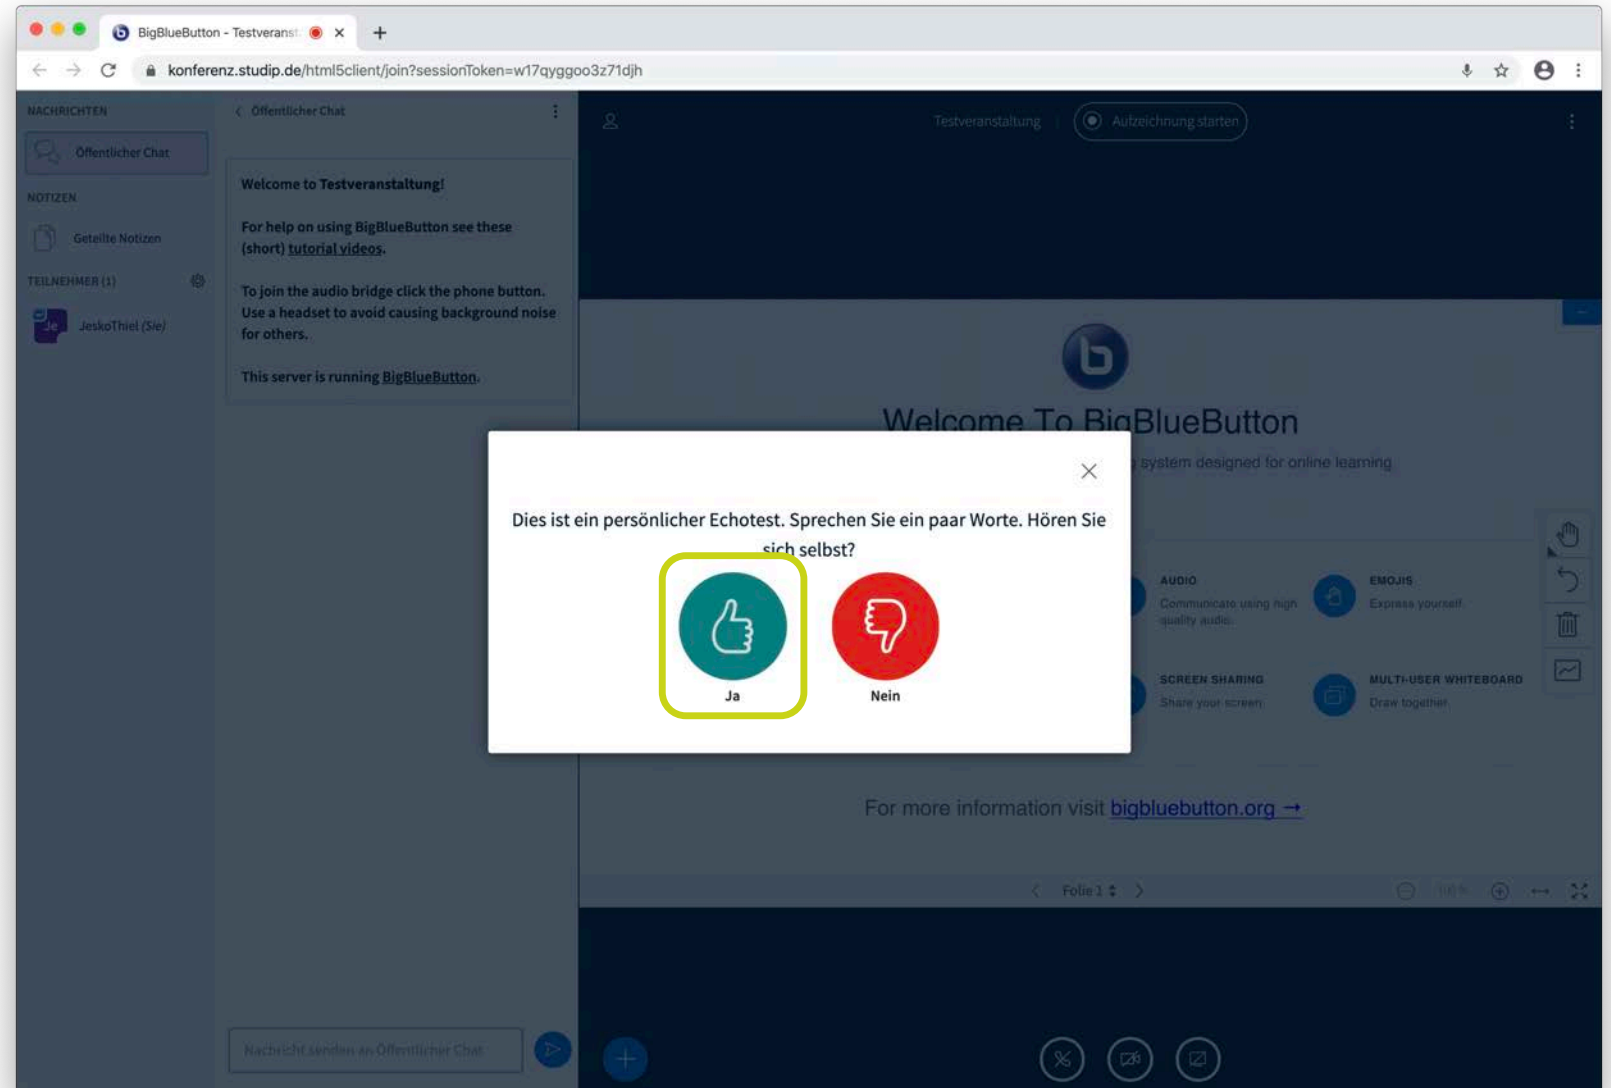 BigBlueButton - Testveranst
konferenz.studip.de/html5client/join?sessionToken=w17qyggoo3z71djh
NACHRICHTEN
Öffentlicher Chat
NOTIZEN
Geteilte Notizen
TEILNEHMER (1)
Je
JeskoThiel (Sie)
Öffentlicher Chat
Welcome to Testveranstaltung!
For help on using BigBlueButton see these
(short) tutorial videos.
To join the audio bridge click the phone button.
Use a headset to avoid causing background noise
for others.
This server is running BigBlueButton.
Nachricht senden an Öffentlicher Chat
Testveranstaltung
Aufzeichnung starten
Welcome To BigBlueButton
system designed for online learning
Dies ist ein persönlicher Echotest. Sprechen Sie ein paar Worte. Hören Sie
sich selbst?
Ja
Nein
AUDIO
Communicate using high
quality audio.
EMOJIS
Express yourself.
SCREEN SHARING
Share your screen.
MULTI-USER WHITEBOARD
Draw together.
For more information visit bigbluebutton.org →
Folie 1
100%